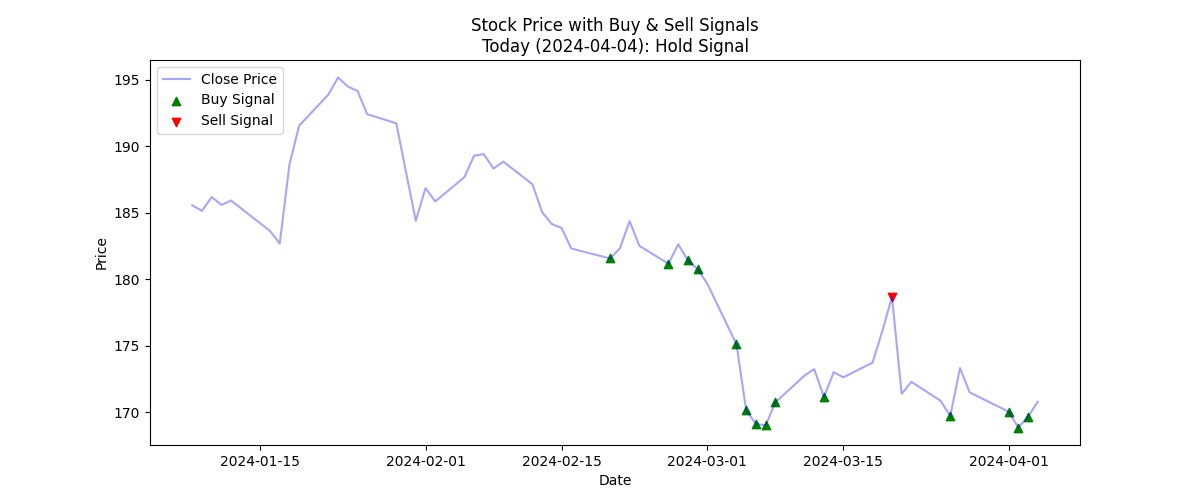 Stock Price with Buy & Sell Signals
Today (2024-04-04): Hold Signal
Close Price
Buy Signal
Sell Signal
195
190
185
180
175
170
Price
2024-01-15
2024-02-01
2024-02-15
2024-03-01
2024-03-15
2024-04-01
Date